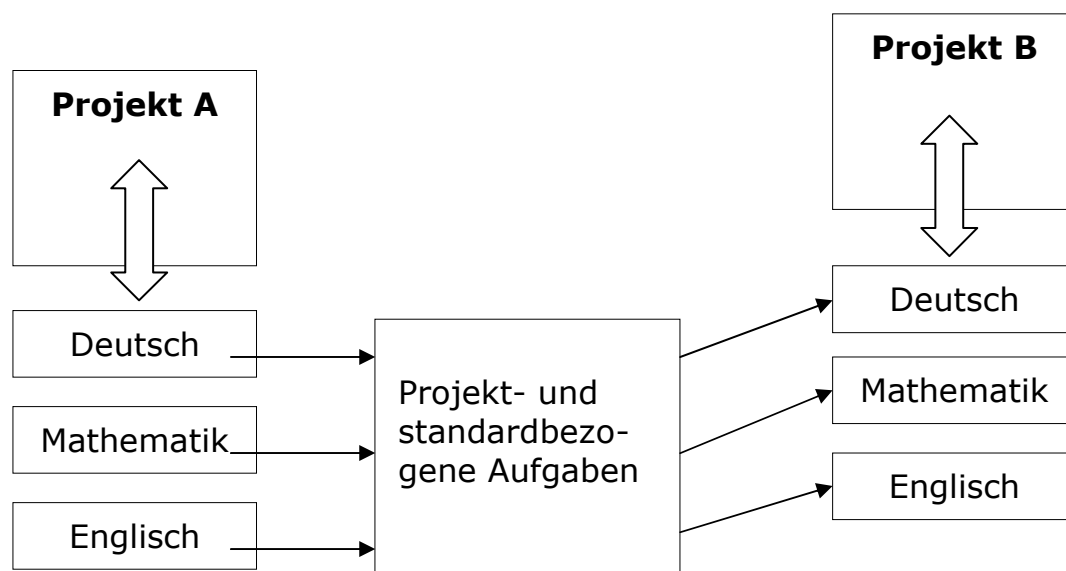 Projekt A
Deutsch
Mathematik
Englisch
Projekt- und
standardbezo-
gene Aufgaben
Projekt B
Deutsch
Mathematik
Englisch